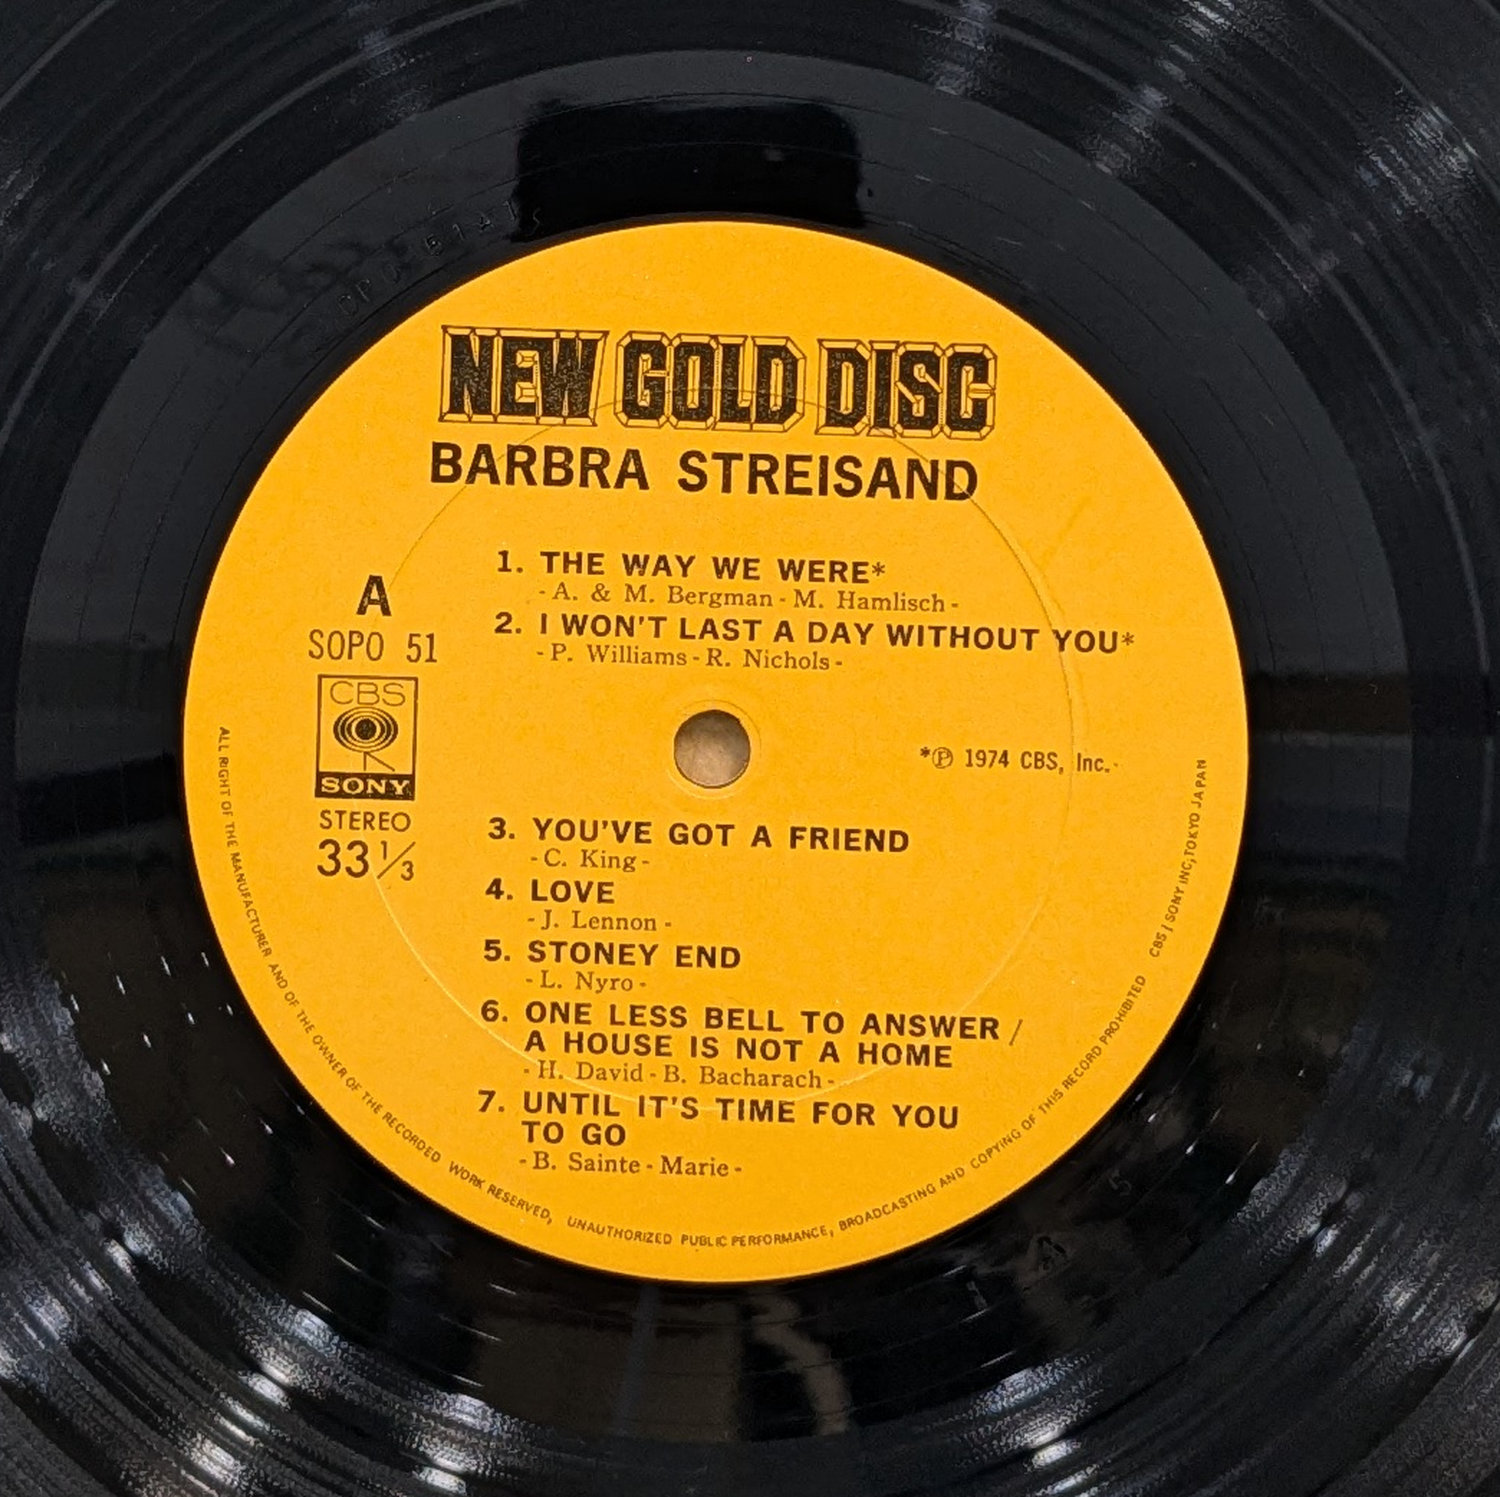 NEW GOLD DISC
BARBRA STREISAND
1. THE WAY WE WERE*
- A. & M. Bergman - M. Hamlisch -
2. I WON'T LAST A DAY WITHOUT YOU*
- P. Williams - R. Nichols -
A
SOPO 51
CBS
SONY
STEREO
33 1/3
*℗ 1974 CBS, Inc.
3. YOU'VE GOT A FRIEND
- C. King -
4. LOVE
- J. Lennon -
5. STONEY END
- L. Nyro -
6. ONE LESS BELL TO ANSWER /
A HOUSE IS NOT A HOME
- H. David - B. Bacharach -
7. UNTIL IT'S TIME FOR YOU
TO GO
- B. Sainte - Marie -
ALL RIGHT OF THE MANUFACTURER AND OF THE OWNER OF THE RECORDED WORK RESERVED, UNAUTHORIZED PUBLIC PERFORMANCE, BROADCASTING AND COPYING OF THIS RECORD PROHIBITED CBS / SONY INC, TOKYO JAPAN